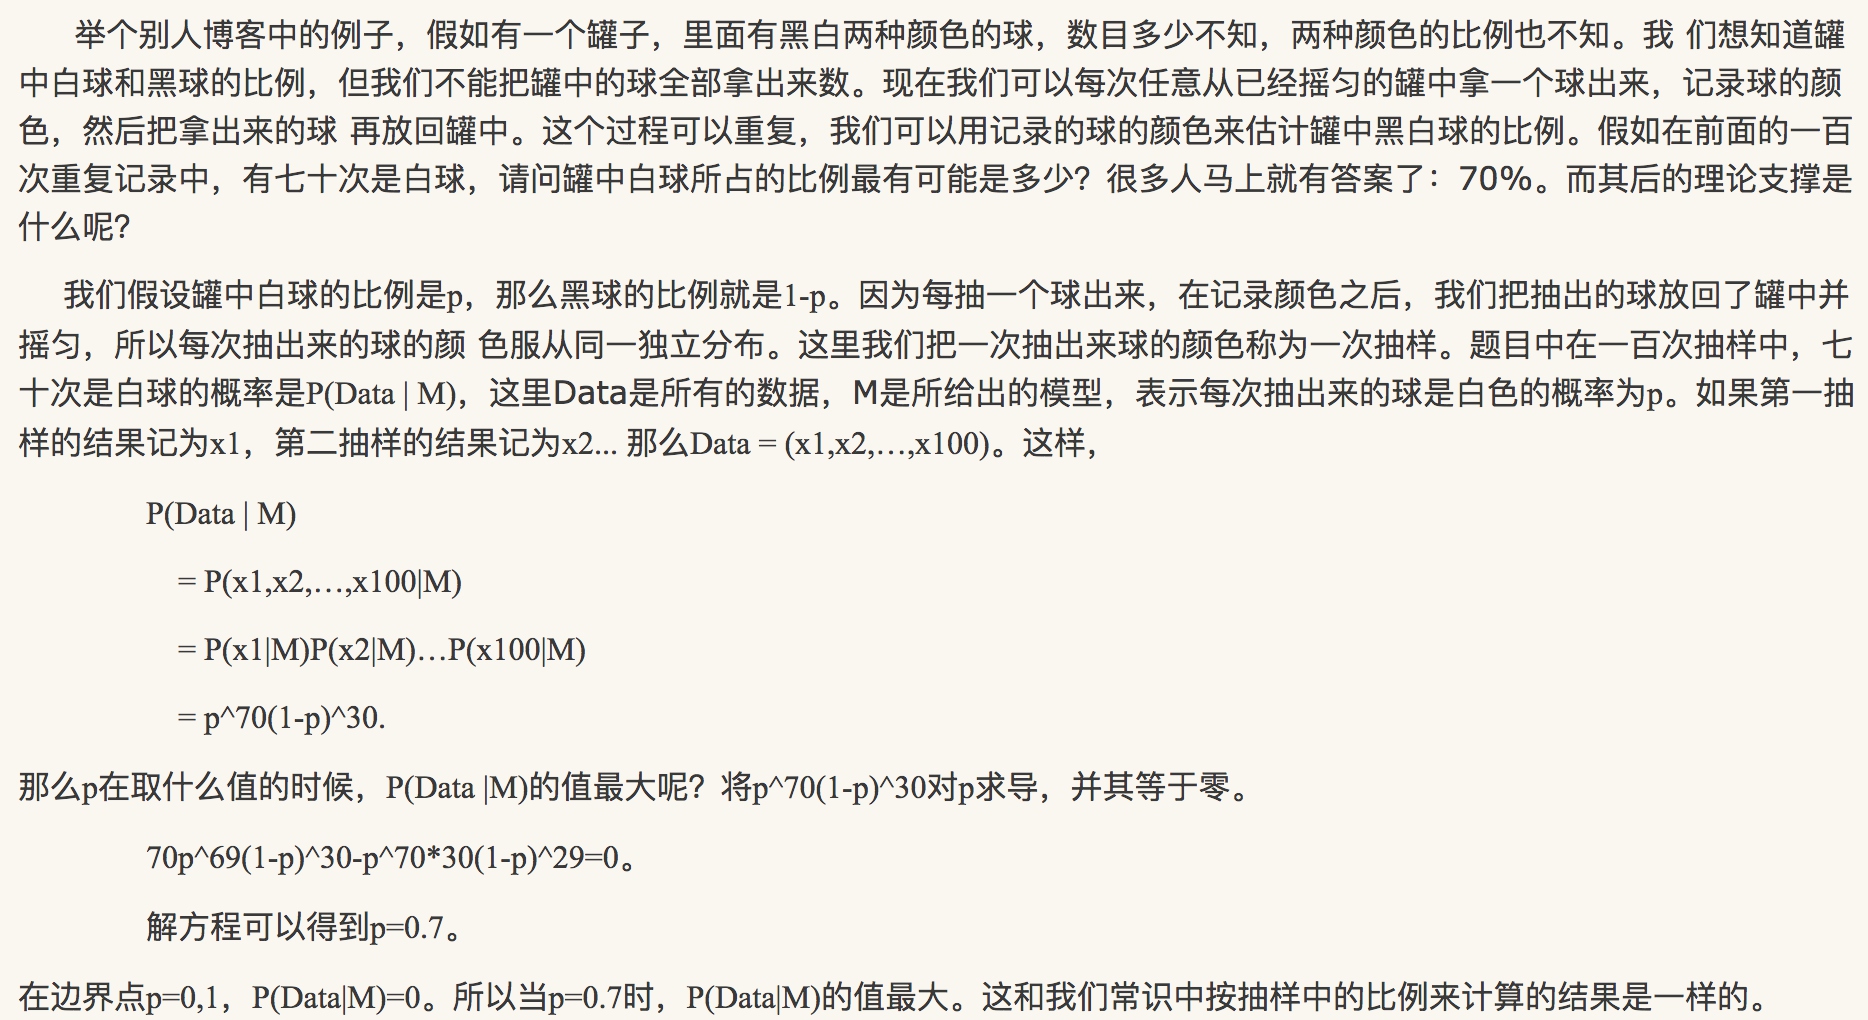 举个别人博客中的例子，假如有一个罐子，里面有黑白两种颜色的球，数目多少不知，两种颜色的比例也不知。我 们想知道罐
中白球和黑球的比例，但我们不能把罐中的球全部拿出来数。现在我们可以每次任意从已经摇匀的罐中拿一个球出来，记录球的颜
色，然后把拿出来的球 再放回罐中。这个过程可以重复，我们可以用记录的球的颜色来估计罐中黑白球的比例。假如在前面的一百
次重复记录中，有七十次是白球，请问罐中白球所占的比例最有可能是多少？很多人马上就有答案了：70%。而其后的理论支撑是
什么呢？
我们假设罐中白球的比例是p，那么黑球的比例就是1-p。因为每抽一个球出来，在记录颜色之后，我们把抽出的球放回了罐中并
摇匀，所以每次抽出来的球的颜 色服从同一独立分布。这里我们把一次抽出来球的颜色称为一次抽样。题目中在一百次抽样中，七
十次是白球的概率是P(Data | M)，这里Data是所有的数据，M是所给出的模型，表示每次抽出来的球是白色的概率为p。如果第一抽
样的结果记为x1，第二抽样的结果记为x2... 那么Data = (x1,x2,…,x100)。这样，
P(Data | M)
= P(x1,x2,…,x100|M)
= P(x1|M)P(x2|M)…P(x100|M)
= p^70(1-p)^30.
那么p在取什么值的时候，P(Data |M)的值最大呢？将p^70(1-p)^30对p求导，并其等于零。
70p^69(1-p)^30-p^70*30(1-p)^29=0。
解方程可以得到p=0.7。
在边界点p=0,1，P(Data|M)=0。所以当p=0.7时，P(Data|M)的值最大。这和我们常识中按抽样中的比例来计算的结果是一样的。